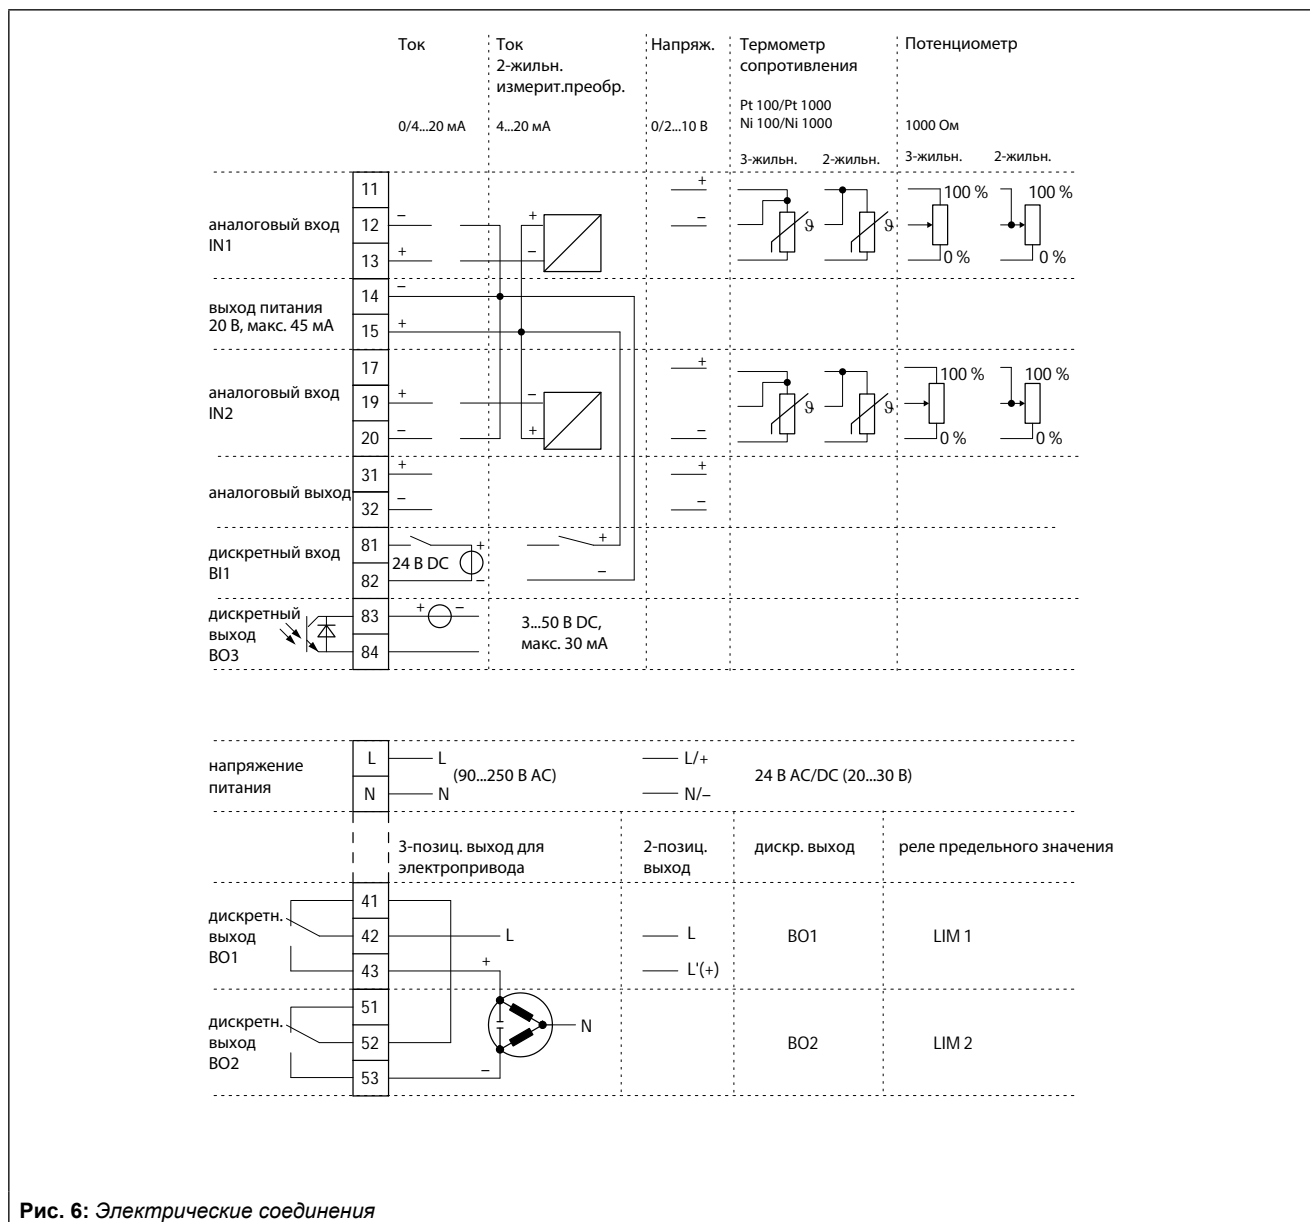 Ток
Ток
2-жильн.
измерит.преобр.
Напряж.
Термометр
сопротивления
Потенциометр
0/4...20 мА
4...20 мА
0/2...10 В
Pt 100/Pt 1000
Ni 100/Ni 1000
1000 Ом
3-жильн.
2-жильн.
3-жильн.
2-жильн.
аналоговый вход
IN1
11
+
100 %
100 %
12
–
+
–
ϑ
ϑ
13
+
–
0 %
0 %
выход питания
20 В, макс. 45 мА
14
–
15
+
аналоговый вход
IN2
17
+
100 %
100 %
19
+
–
ϑ
ϑ
20
–
+
–
0 %
0 %
аналоговый выход
31
+
+
32
–
–
дискретный вход
BI1
81
+
+
24 В DC
82
–
–
дискретный
выход
BO3
83
+
–
3...50 В DC,
макс. 30 мА
84
напряжение
питания
L
L
(90...250 В AC)
L/+
24 В AC/DC (20...30 В)
N
N
N/–
3-позиц. выход для
электропривода
2-позиц.
выход
дискр. выход
реле предельного значения
дискретн.
выход
BO1
41
42
L
L
BO1
LIM 1
43
+
L'(+)
дискретн.
выход
BO2
51
52
N
BO2
LIM 2
53
–
Рис. 6: Электрические соединения